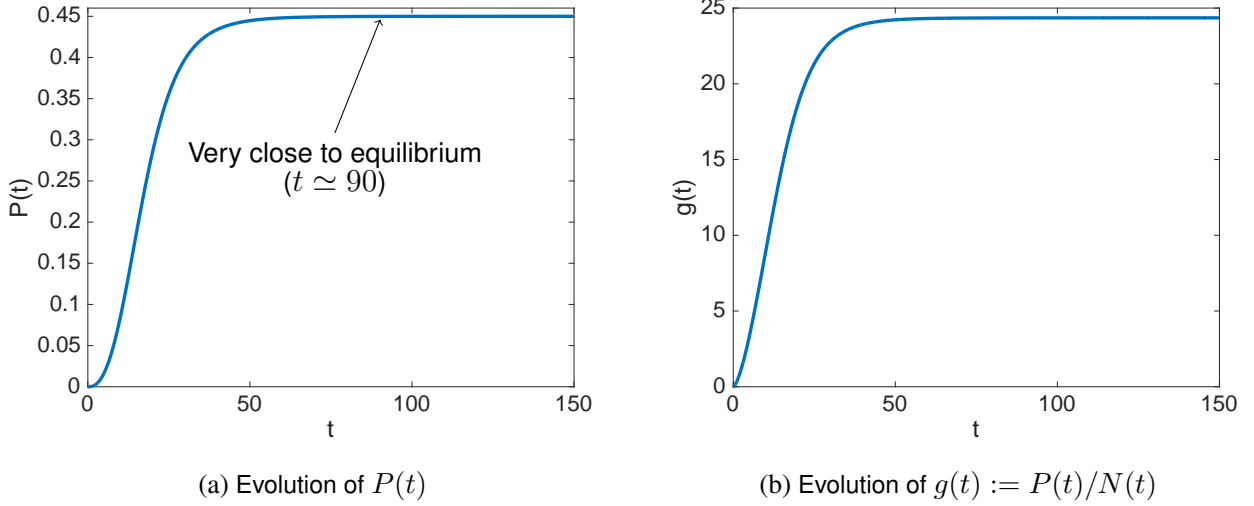 0.45
0.4
0.35
0.3
0.25
0.2
0.15
0.1
0.05
0
P(t)
Very close to equilibrium
(t ≃ 90)
0 50 100 150
t
(a) Evolution of P(t)
25
20
15
10
5
0
g(t)
0 50 100 150
t
(b) Evolution of g(t) := P(t)/N(t)